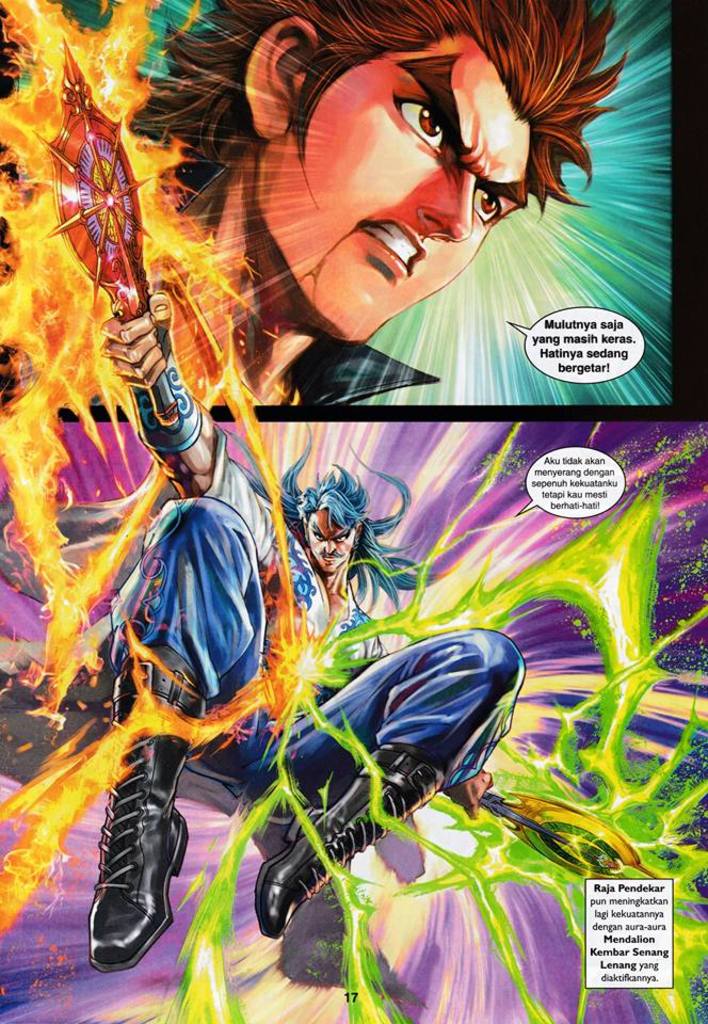 Mulutnya saja
yang masih keras.
Hatinya sedang
bergetar!
Aku tidak akan
menyerang dengan
sepenuh kekuatanku
tetapi kau mesti
berhati-hati!
Raja Pendekar
pun meningkatkan
lagi kekuatannya
dengan aura-aura
Mendalion
Kembar Senang
Lenang yang
diaktifkannya.
17